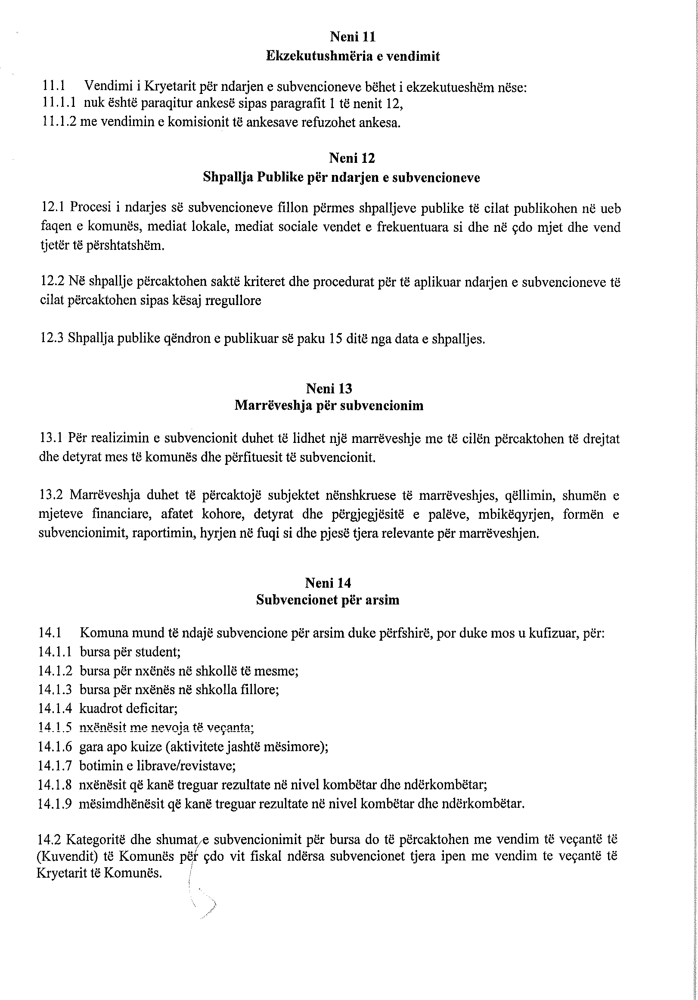 Neni 11
Ekzekutushmëria e vendimit
11.1 Vendimi i Kryetarit për ndarjen e subvencioneve bëhet i ekzekutueshëm nëse:
11.1.1 nuk është paraqitur ankesë sipas paragrafit 1 të nenit 12,
11.1.2 me vendimin e komisionit të ankesave refuzohet ankesa.
Neni 12
Shpallja Publike për ndarjen e subvencioneve
12.1 Procesi i ndarjes së subvencioneve fillon përmes shpalljeve publike të cilat publikohen në ueb
faqen e komunës, mediat lokale, mediat sociale vendet e frekuentuara si dhe në çdo mjet dhe vend
tjetër të përshtatshëm.
12.2 Në shpallje përcaktohen saktë kriteret dhe procedurat për të aplikuar ndarjen e subvencioneve të
cilat përcaktohen sipas kësaj rregullore
12.3 Shpallja publike qëndron e publikuar së paku 15 ditë nga data e shpalljes.
Neni 13
Marrëveshja për subvencionim
13.1 Për realizimin e subvencionit duhet të lidhet një marrëveshje me të cilën përcaktohen të drejtat
dhe detyrat mes të komunës dhe përfituesit të subvencionit.
13.2 Marrëveshja duhet të përcaktojë subjektet nënshkruese të marrëveshjes, qëllimin, shumën e
mjeteve financiare, afatet kohore, detyrat dhe përgjegjësitë e palëve, mbikëqyrjen, formën e
subvencionimit, raportimin, hyrjen në fuqi si dhe pjesë tjera relevante për marrëveshjen.
Neni 14
Subvencionet për arsim
14.1 Komuna mund të ndajë subvencione për arsim duke përfshirë, por duke mos u kufizuar, për:
14.1.1 bursa për student;
14.1.2 bursa për nxënës në shkollë të mesme;
14.1.3 bursa për nxënës në shkolla fillore;
14.1.4 kuadrot deficitar;
14.1.5 nxënësit me nevoja të veçanta;
14.1.6 gara apo kuize (aktivitete jashtë mësimore);
14.1.7 botimin e librave/revistave;
14.1.8 nxënësit që kanë treguar rezultate në nivel kombëtar dhe ndërkombëtar;
14.1.9 mësimdhënësit që kanë treguar rezultate në nivel kombëtar dhe ndërkombëtar.
14.2 Kategoritë dhe shumat e subvencionimit për bursa do të përcaktohen me vendim të veçantë të
(Kuvendit) të Komunës për çdo vit fiskal ndërsa subvencionet tjera ipen me vendim te veçantë të
Kryetarit të Komunës.